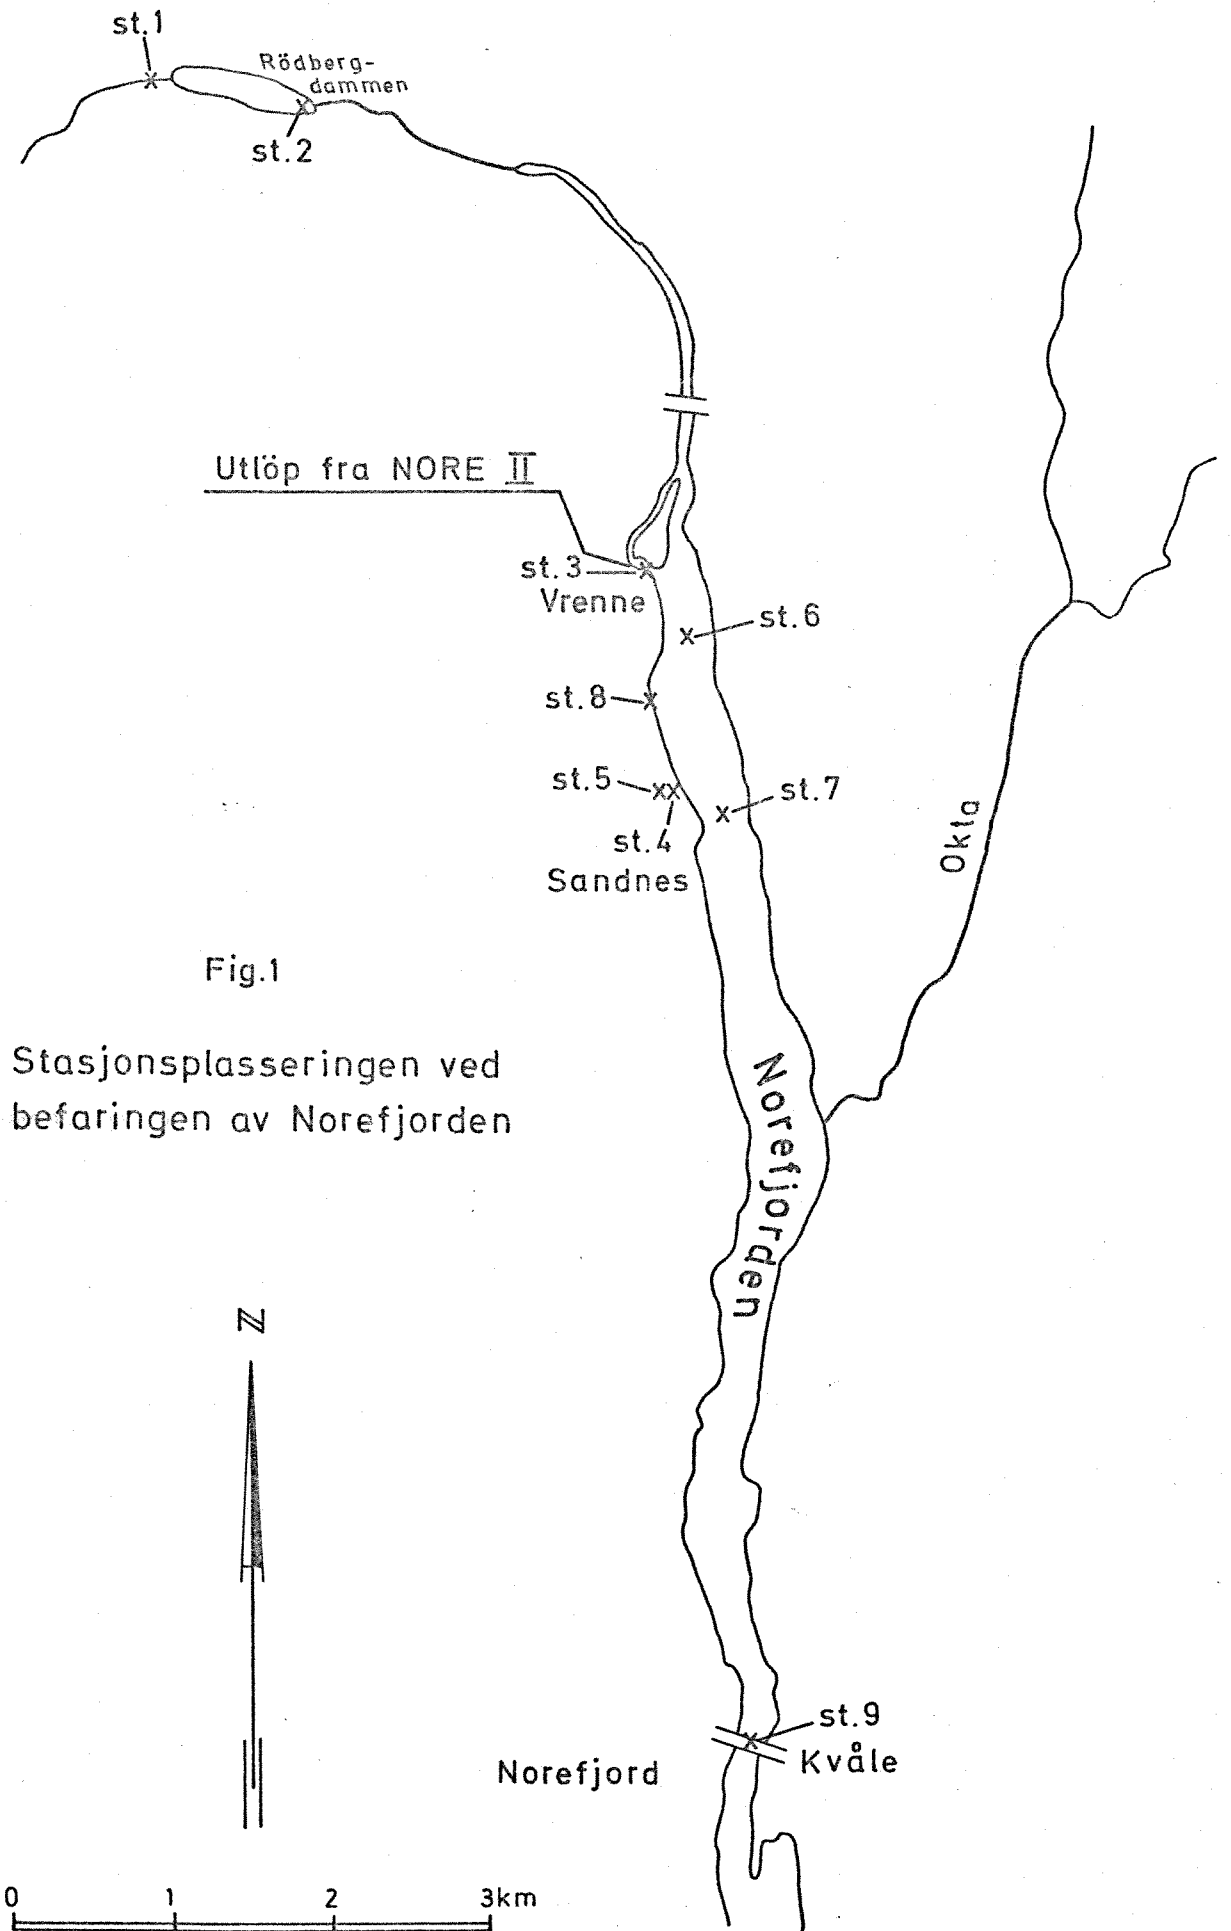 st.1
Rödberg-
dammen
st.2
Utlöp fra NORE II
st.3
Vrenne
st.6
st.8
st.5
st.7
st.4
Sandnes
Okta
Fig.1
Stasjonsplasseringen ved
befaringen av Norefjorden
Norefjorden
N
st.9
Kvåle
Norefjord
0 1 2 3km